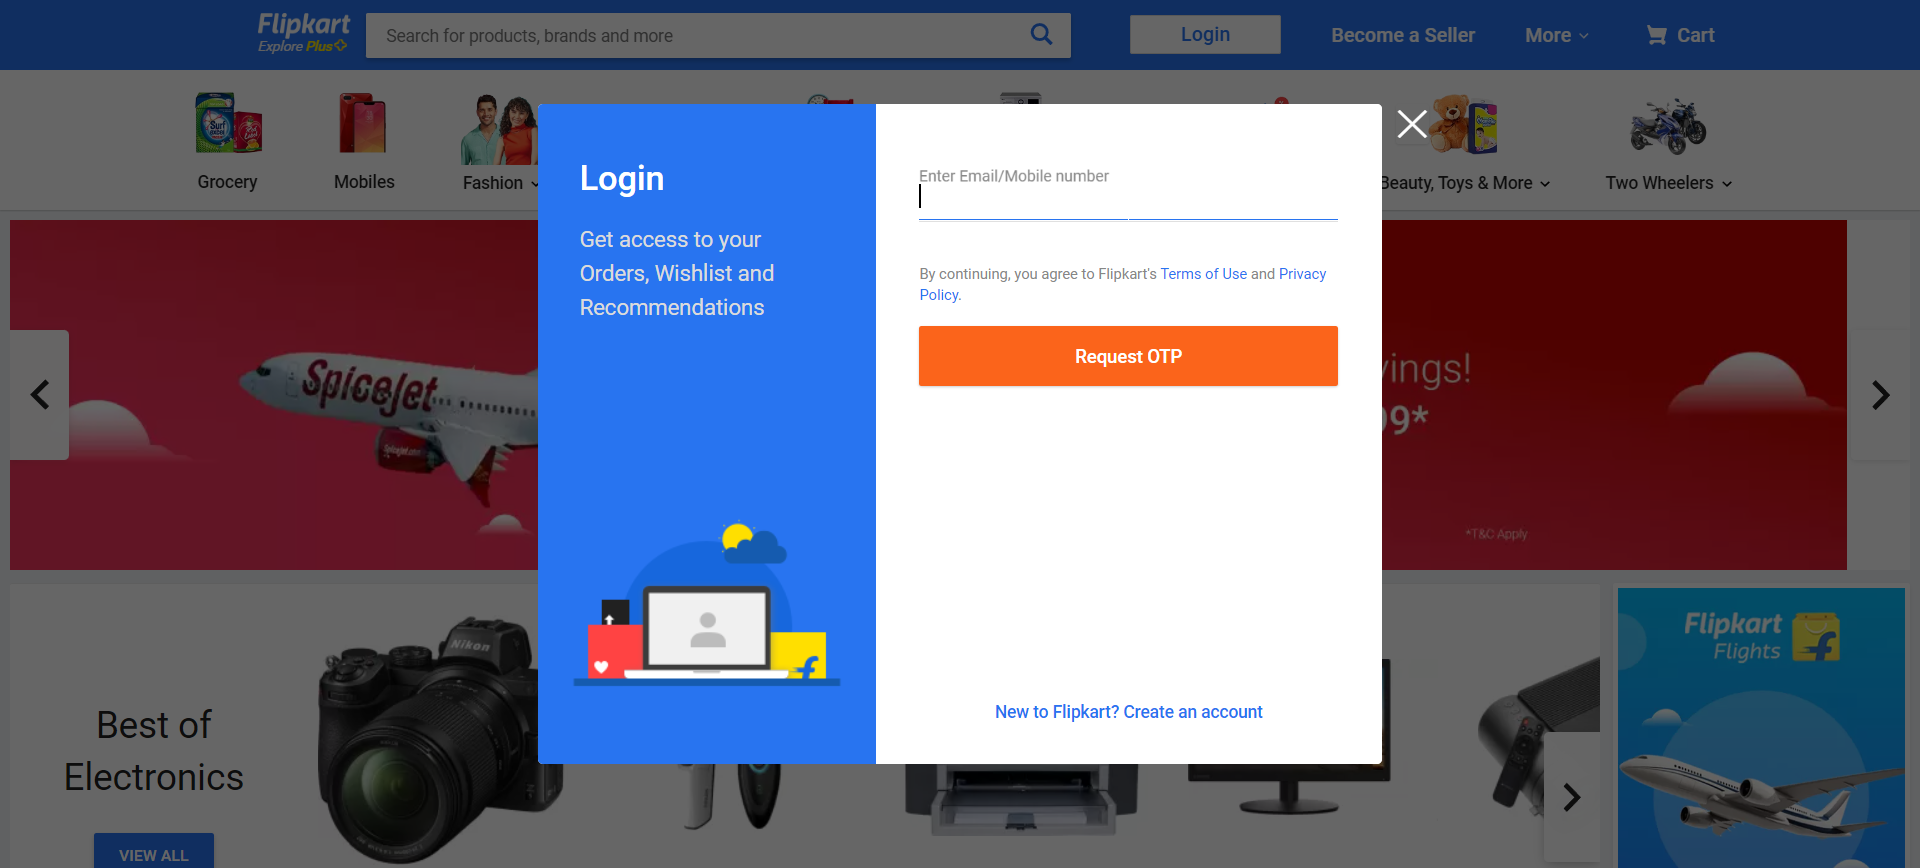 Flipkart
Explore Plus
Search for products, brands and more
Login
Become a Seller
More
Cart
Grocery
Mobiles
Fashion
Beauty, Toys & More
Two Wheelers
Login
Get access to your
Orders, Wishlist and
Recommendations
Enter Email/Mobile number
By continuing, you agree to Flipkart's Terms of Use and Privacy
Policy.
Request OTP
New to Flipkart? Create an account
SpiceJet
spicejet.com
vings!
99*
*T&C Apply
Best of
Electronics
VIEW ALL
Nikon
Flipkart
Flights